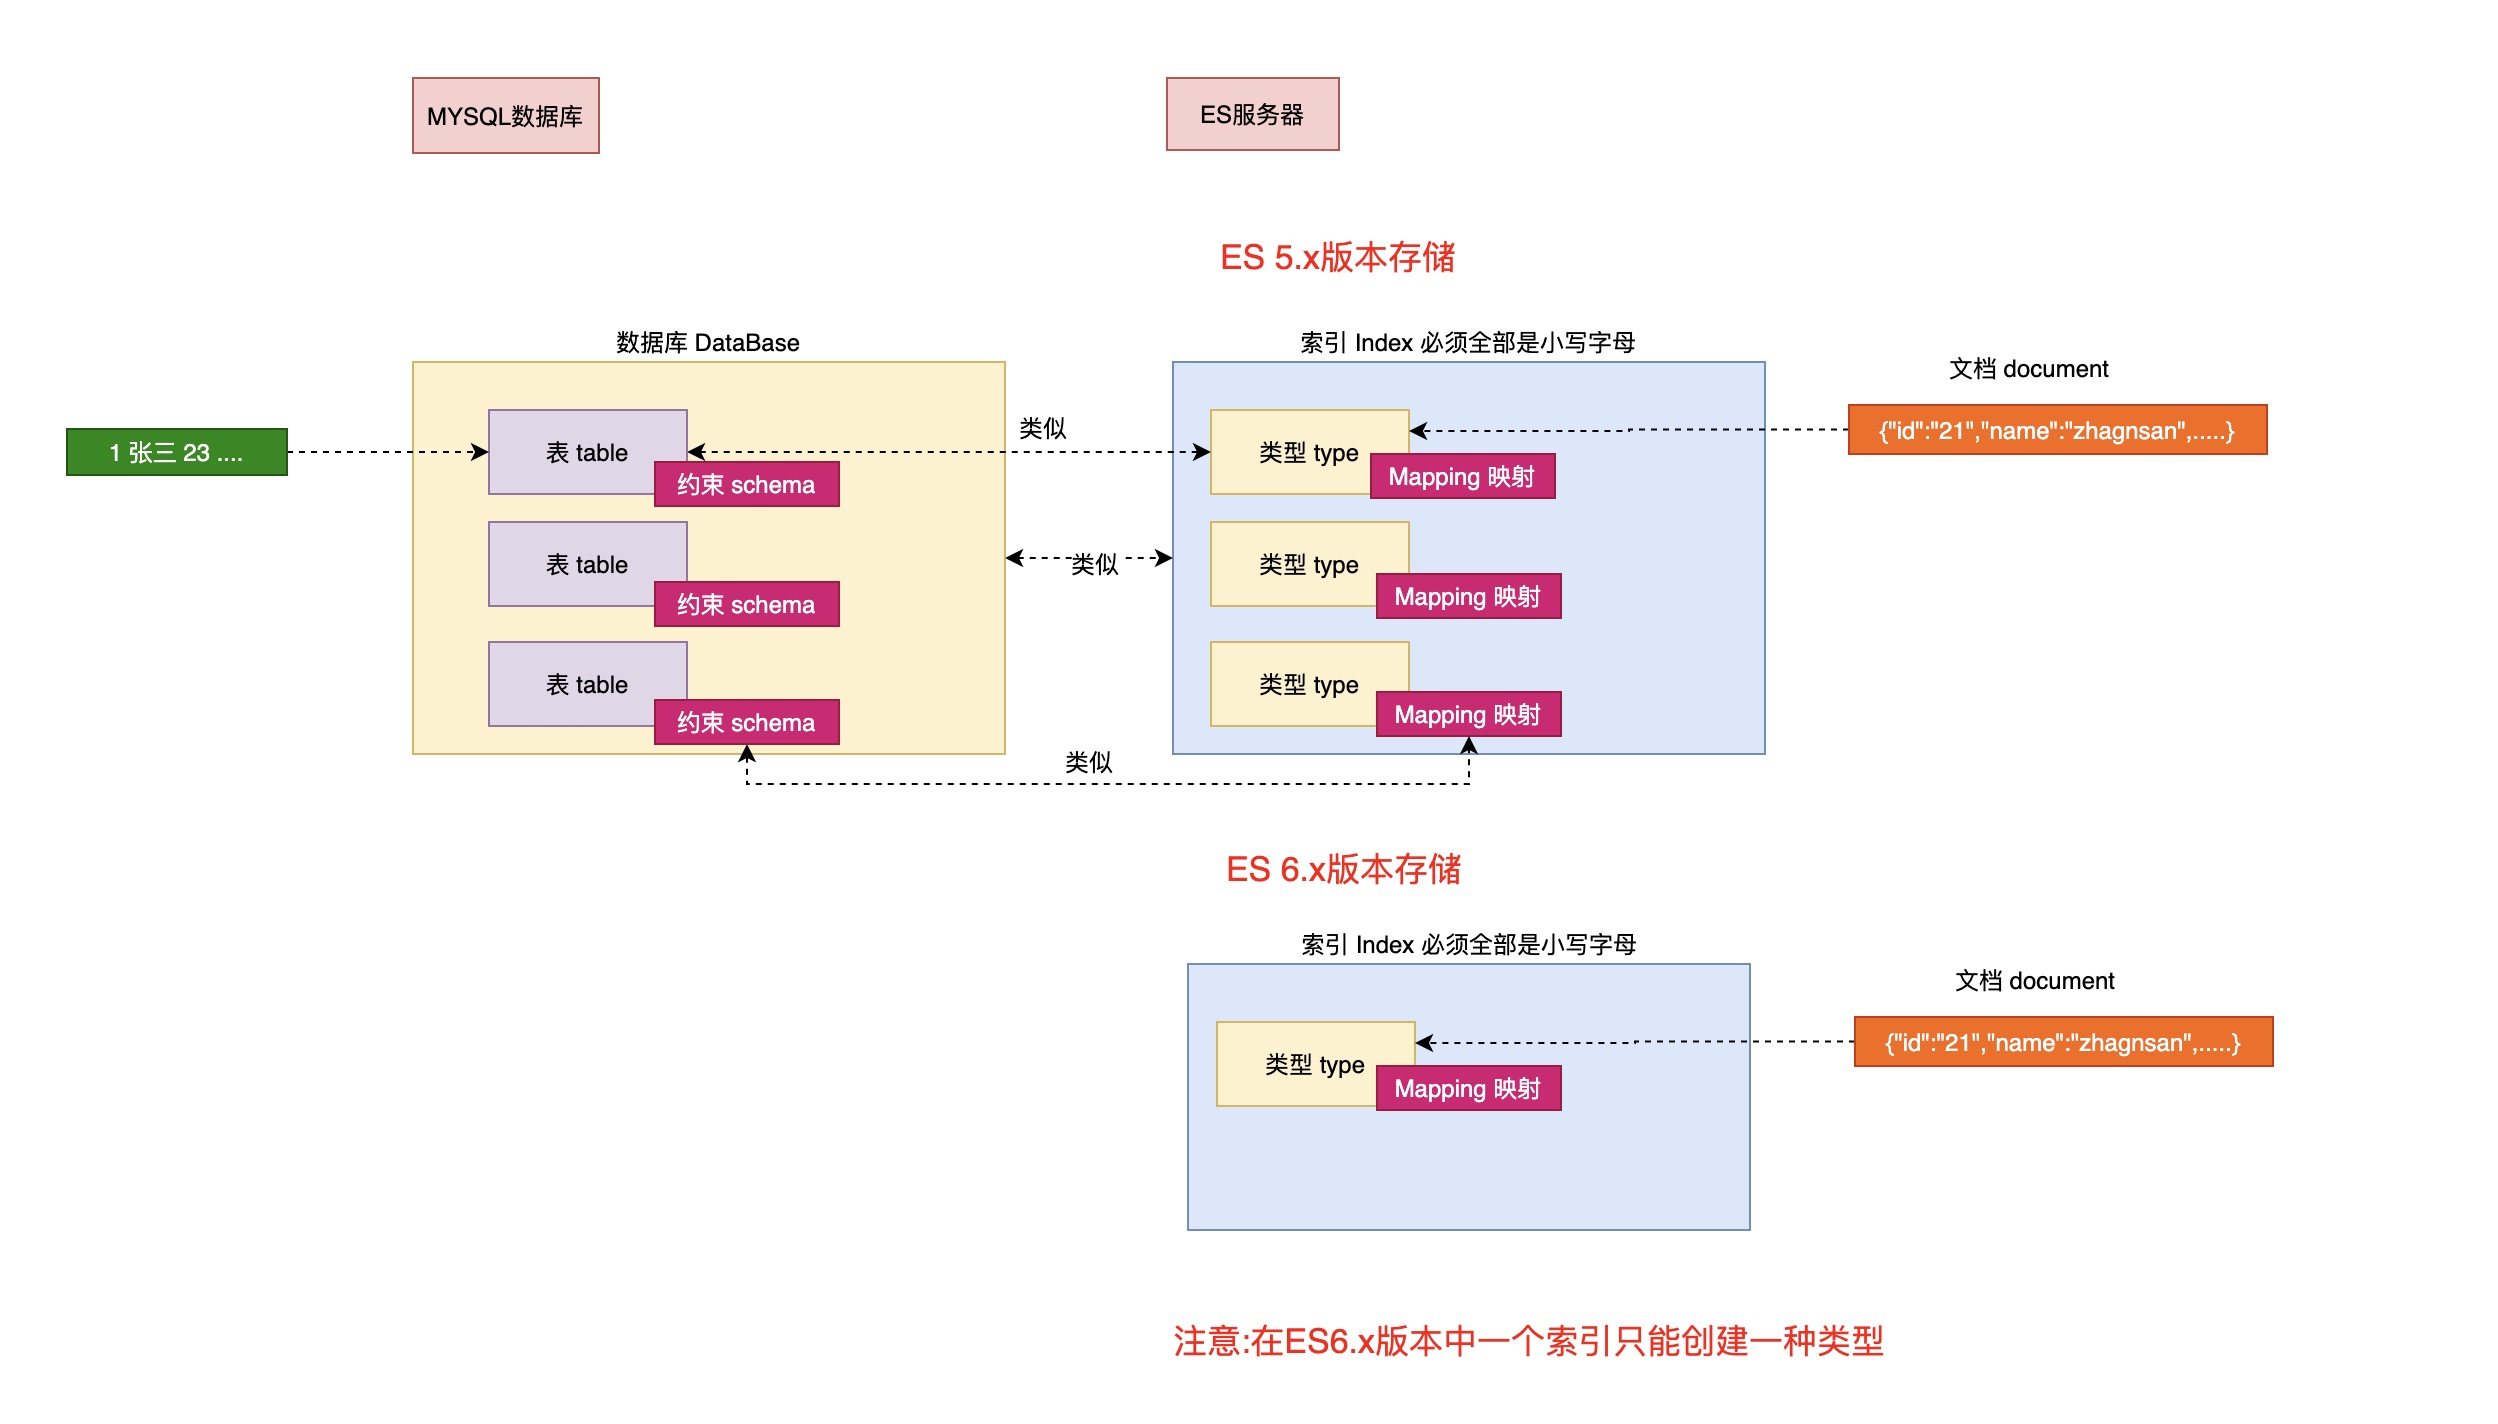 MYSQL数据库
ES服务器
ES 5.x版本存储
数据库 DataBase
索引 Index 必须全部是小写字母
文档 document
1 张三 23 ....
表 table
约束 schema
类似
类型 type
Mapping 映射
{"id":"21","name":"zhagnsan",.....}
表 table
约束 schema
类似
类型 type
Mapping 映射
表 table
约束 schema
类型 type
Mapping 映射
类似
ES 6.x版本存储
索引 Index 必须全部是小写字母
文档 document
类型 type
Mapping 映射
{"id":"21","name":"zhagnsan",.....}
注意:在ES6.x版本中一个索引只能创建一种类型